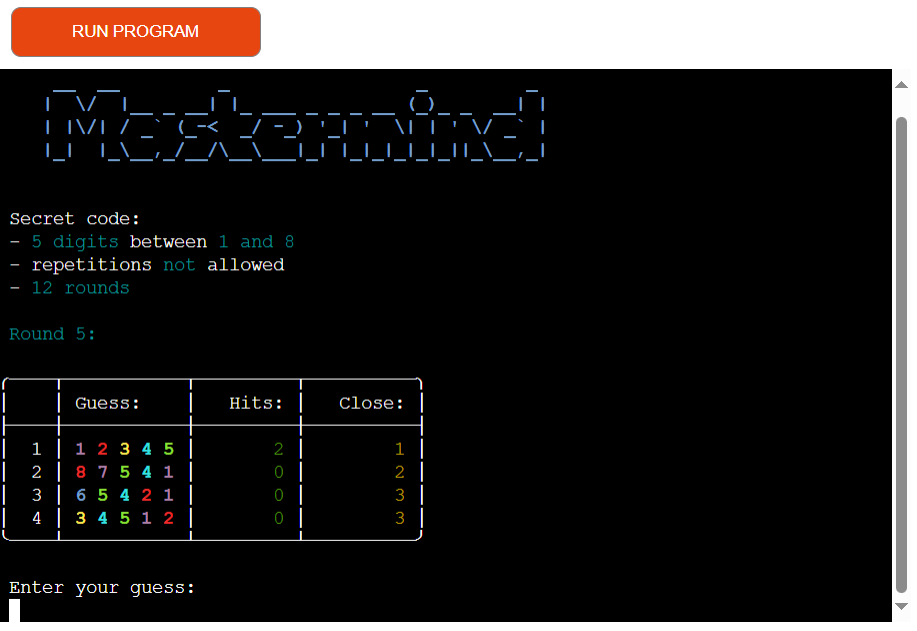 RUN PROGRAM
Mastermind
Secret code:
- 5 digits between 1 and 8
- repetitions not allowed
- 12 rounds
Round 5:
Guess: Hits: Close:
1 1 2 3 4 5 2 1
2 8 7 5 4 1 0 2
3 6 5 4 2 1 0 3
4 3 4 5 1 2 0 3
Enter your guess: